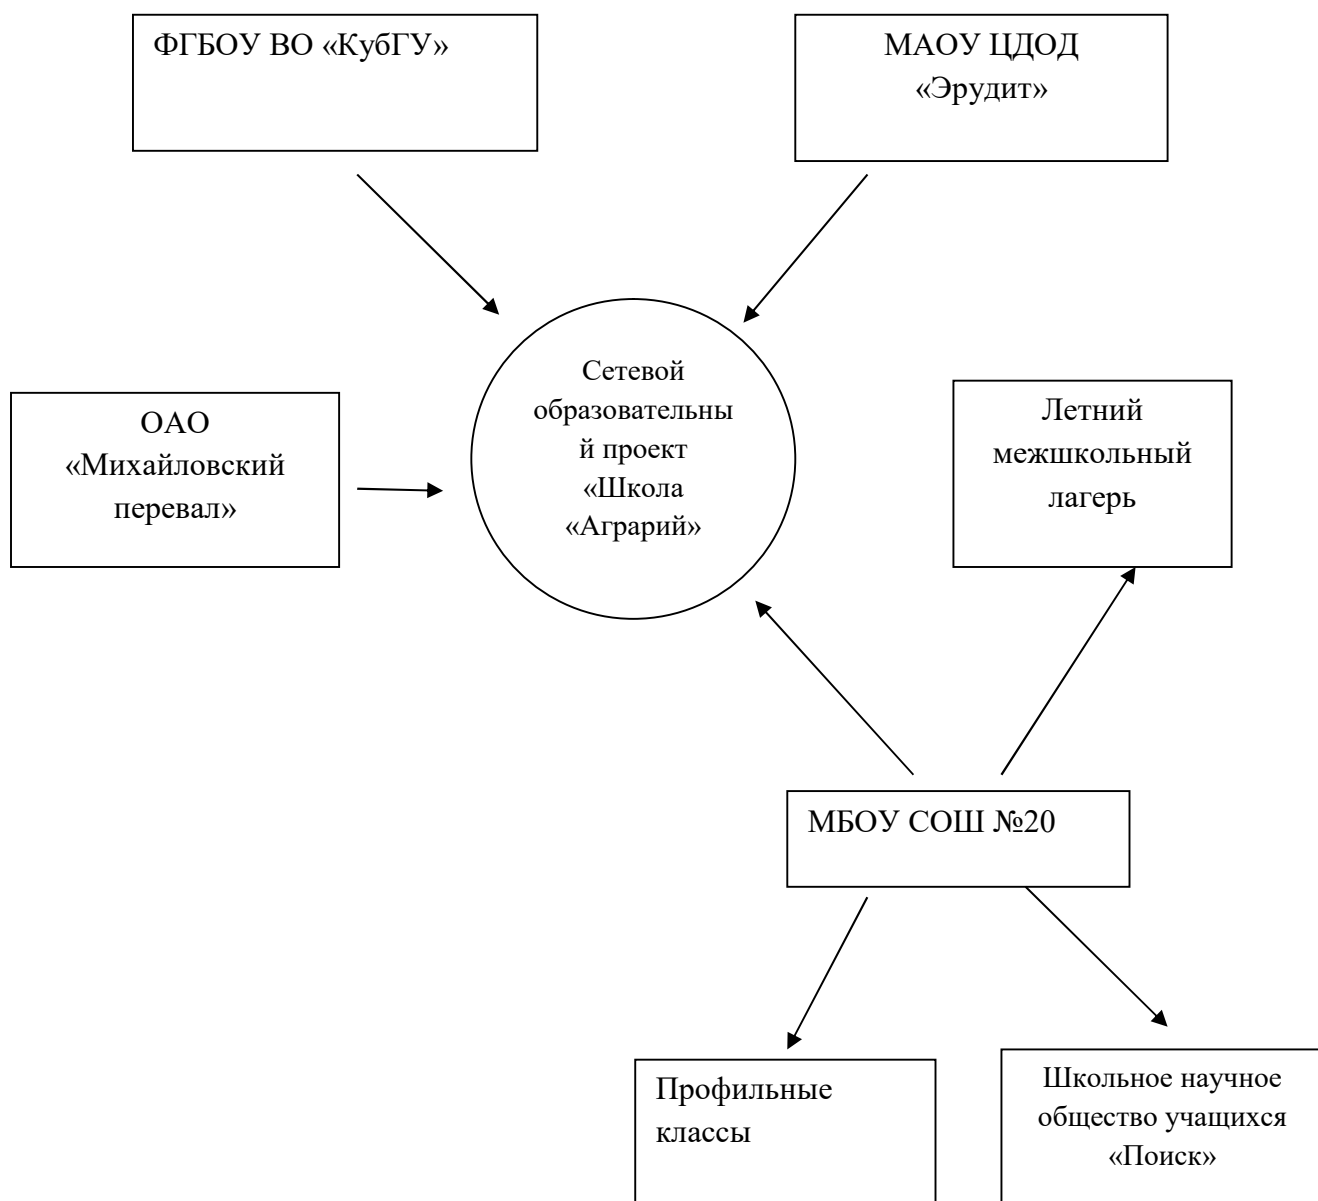 ФГБОУ ВО «КубГУ»
МАОУ ЦДОД
«Эрудит»
Сетевой
образовательны
й проект
«Школа
«Аграрий»
ОАО
«Михайловский
перевал»
Летний
межшкольный
лагерь
МБОУ СОШ №20
Профильные
классы
Школьное научное
общество учащихся
«Поиск»